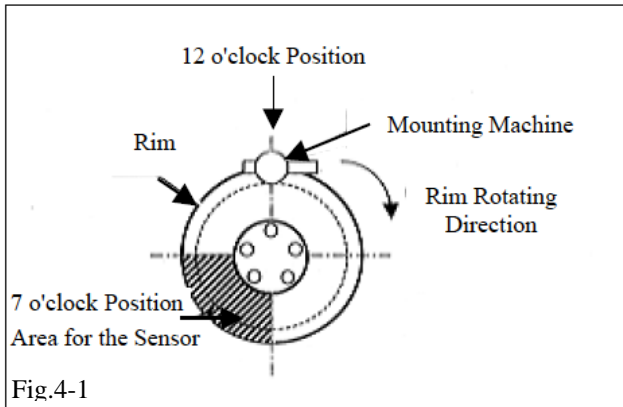 12 o'clock Position
Mounting Machine
Rim
Rim Rotating
Direction
7 o'clock Position
Area for the Sensor
Fig.4-1